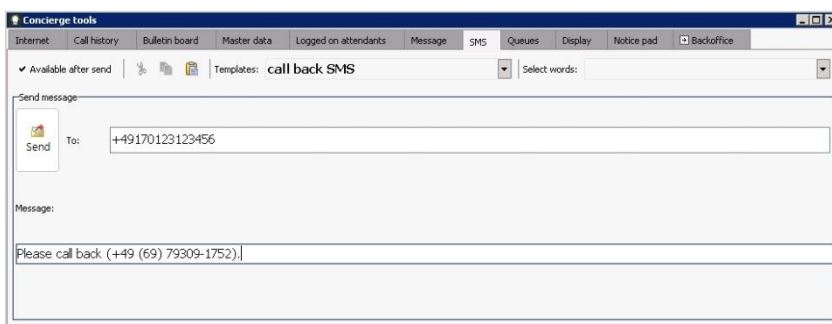 Concierge tools
Internet Call history Bulletin board Master data Logged on attendants Message SMS Queues Display Notice pad Backoffice
Available after send Templates: call back SMS Select words:
Send message
Send To: +49170123123456
Message:
Please call back (+49 (69) 79309-1752).